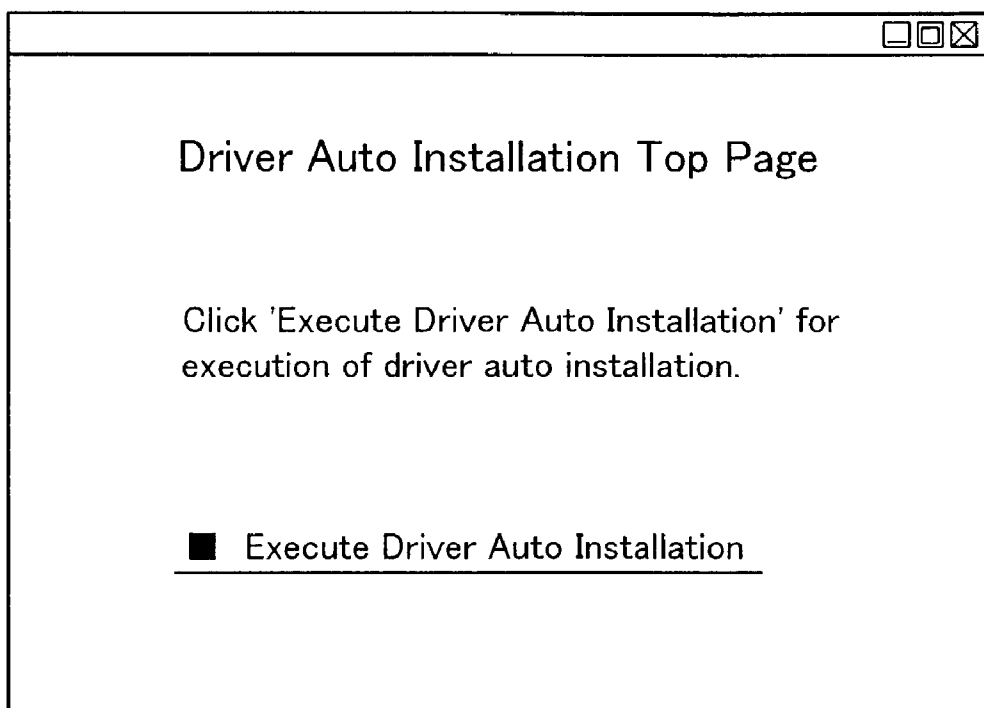 Driver Auto Installation Top Page
Click 'Execute Driver Auto Installation' for
execution of driver auto installation.
■ Execute Driver Auto Installation